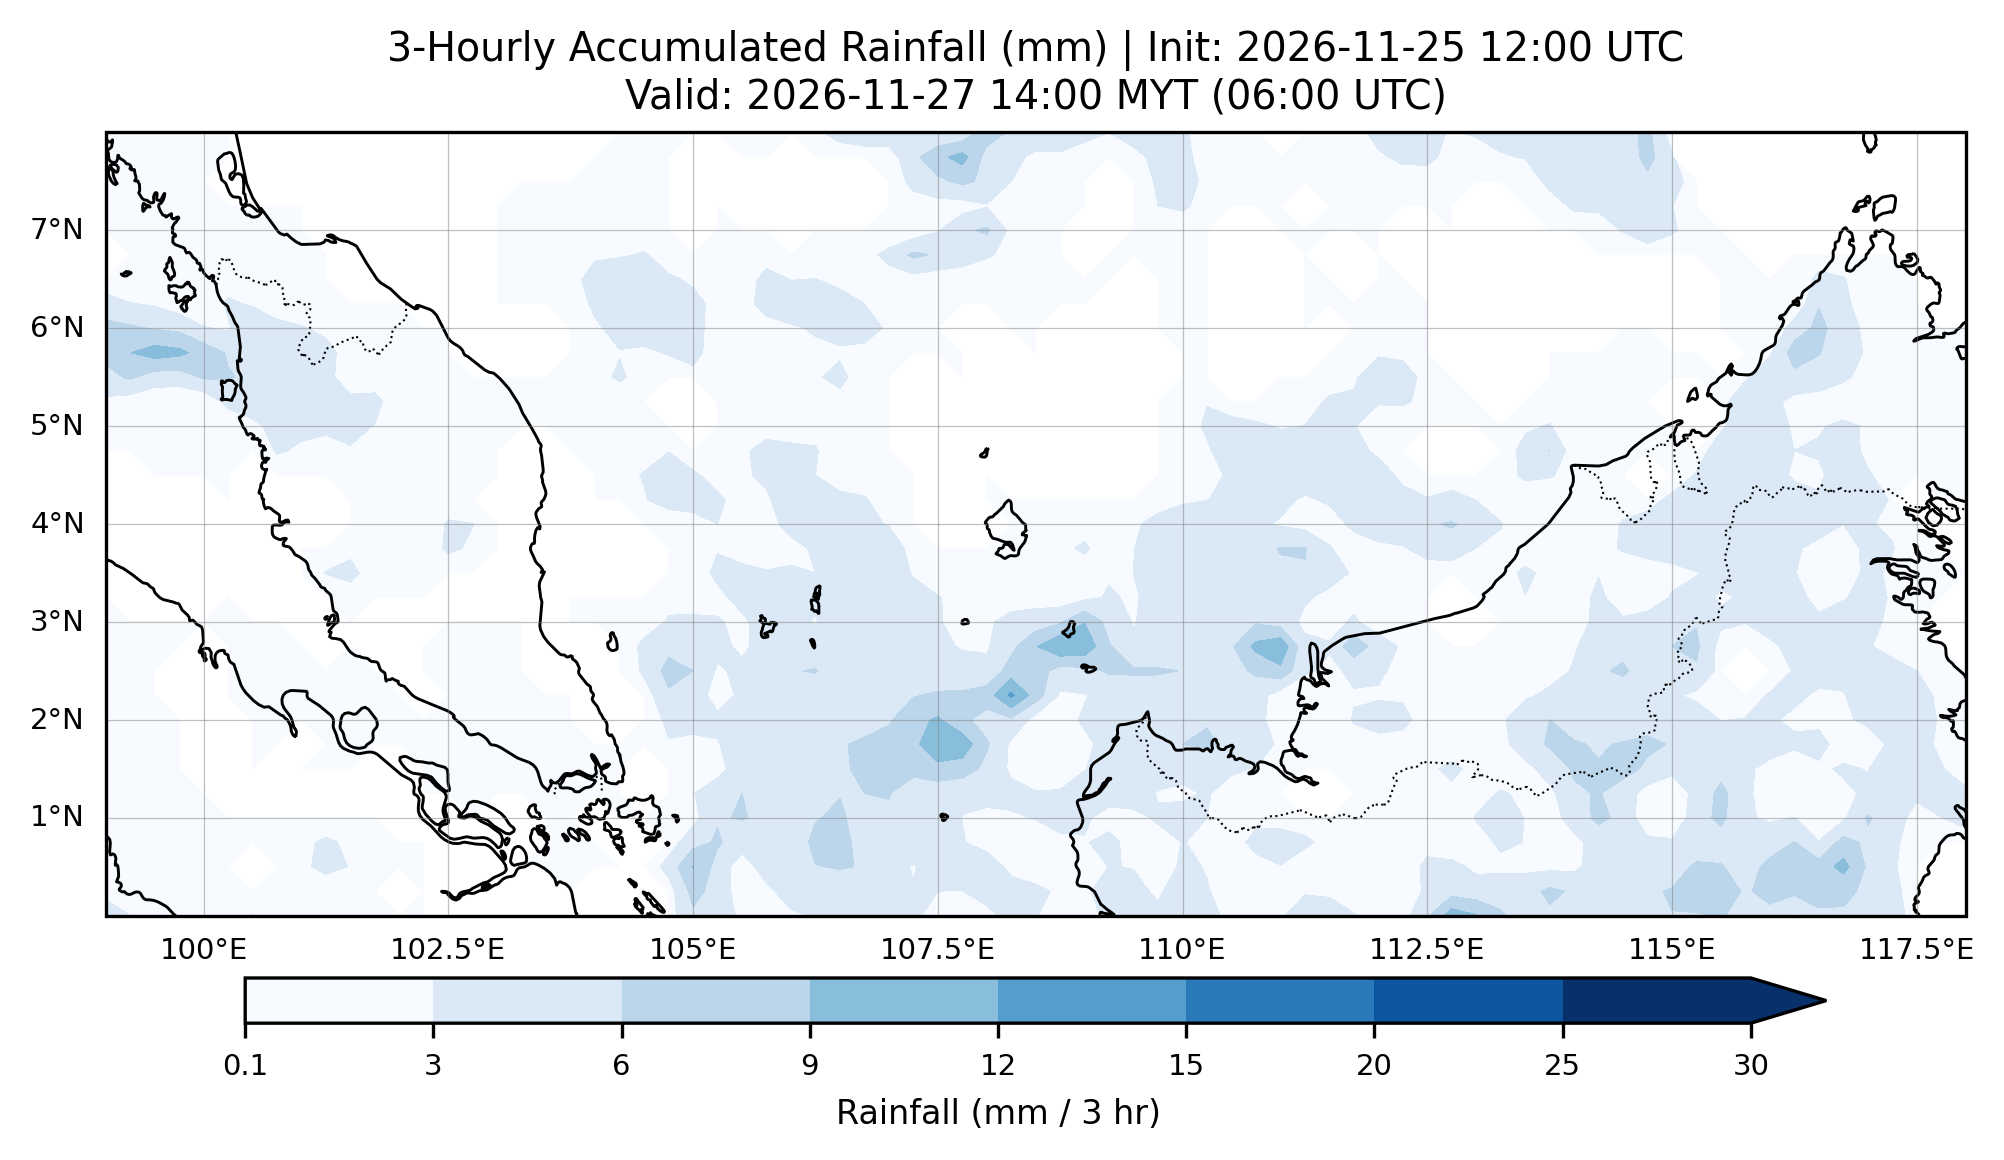 3-Hourly Accumulated Rainfall (mm) | Init: 2026-11-25 12:00 UTC
Valid: 2026-11-27 14:00 MYT (06:00 UTC)
7°N
6°N
5°N
4°N
3°N
2°N
1°N
100°E 102.5°E 105°E 107.5°E 110°E 112.5°E 115°E 117.5°E
0.1 3 6 9 12 15 20 25 30
Rainfall (mm / 3 hr)